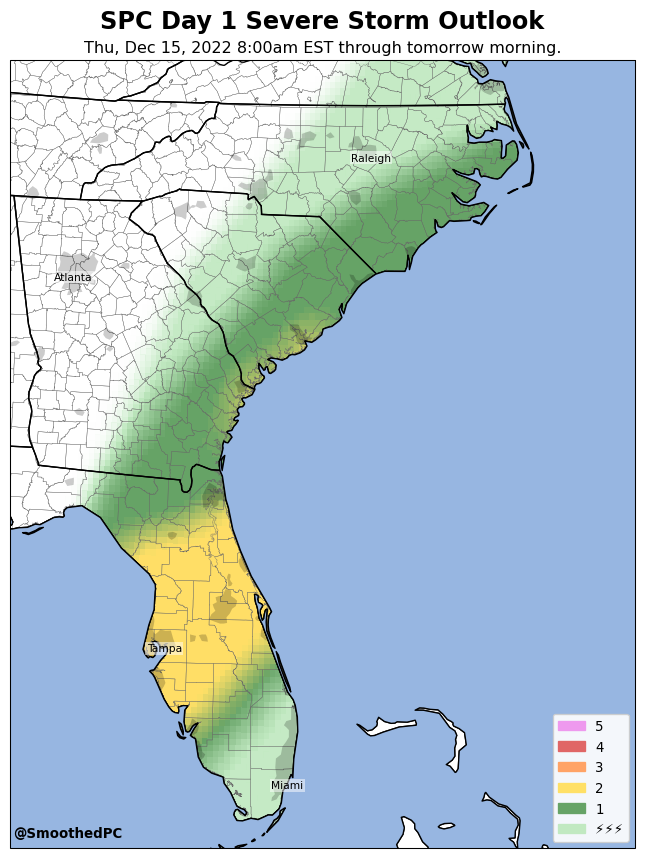 SPC Day 1 Severe Storm Outlook
Thu, Dec 15, 2022 8:00am EST through tomorrow morning.
Raleigh
Atlanta
Tampa
Miami
5
4
3
2
1
⚡⚡⚡
@SmoothedPC